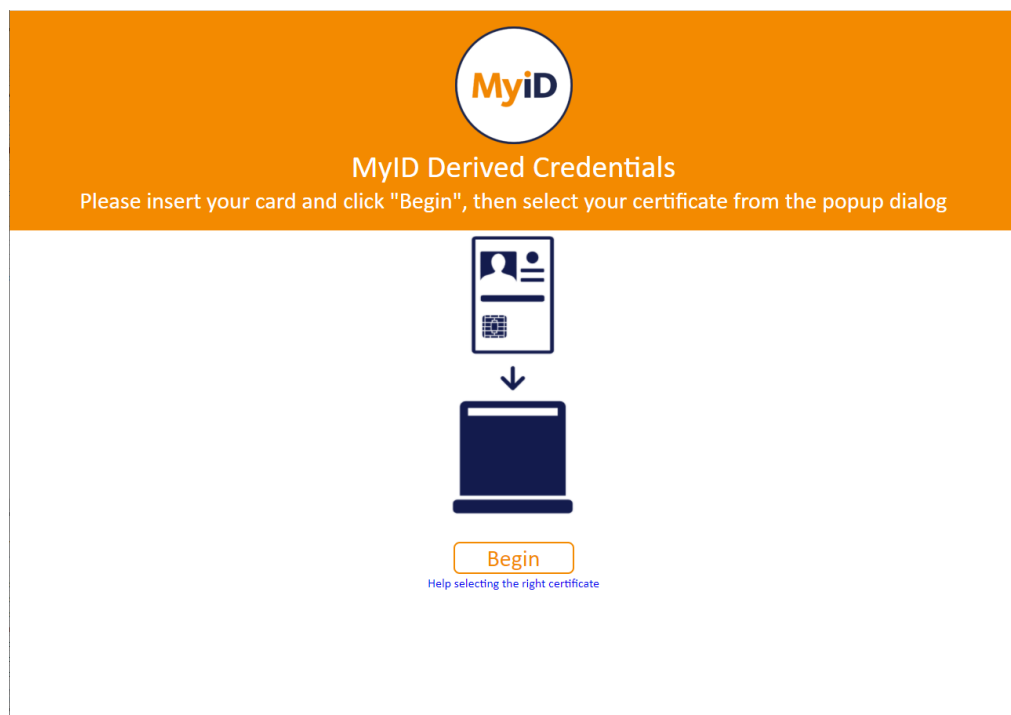 MyiD
MyID Derived Credentials
Please insert your card and click "Begin", then select your certificate from the popup dialog
Begin
Help selecting the right certificate